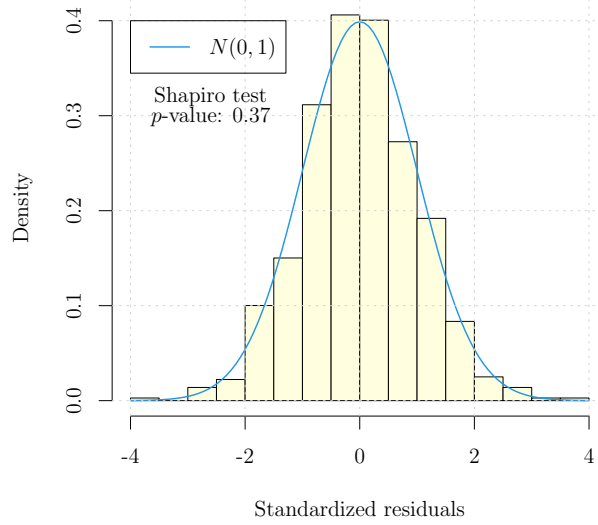 N(0, 1)
Shapiro test
p-value: 0.37
Density
0.4
0.3
0.2
0.1
0.0
-4 -2 0 2 4
Standardized residuals